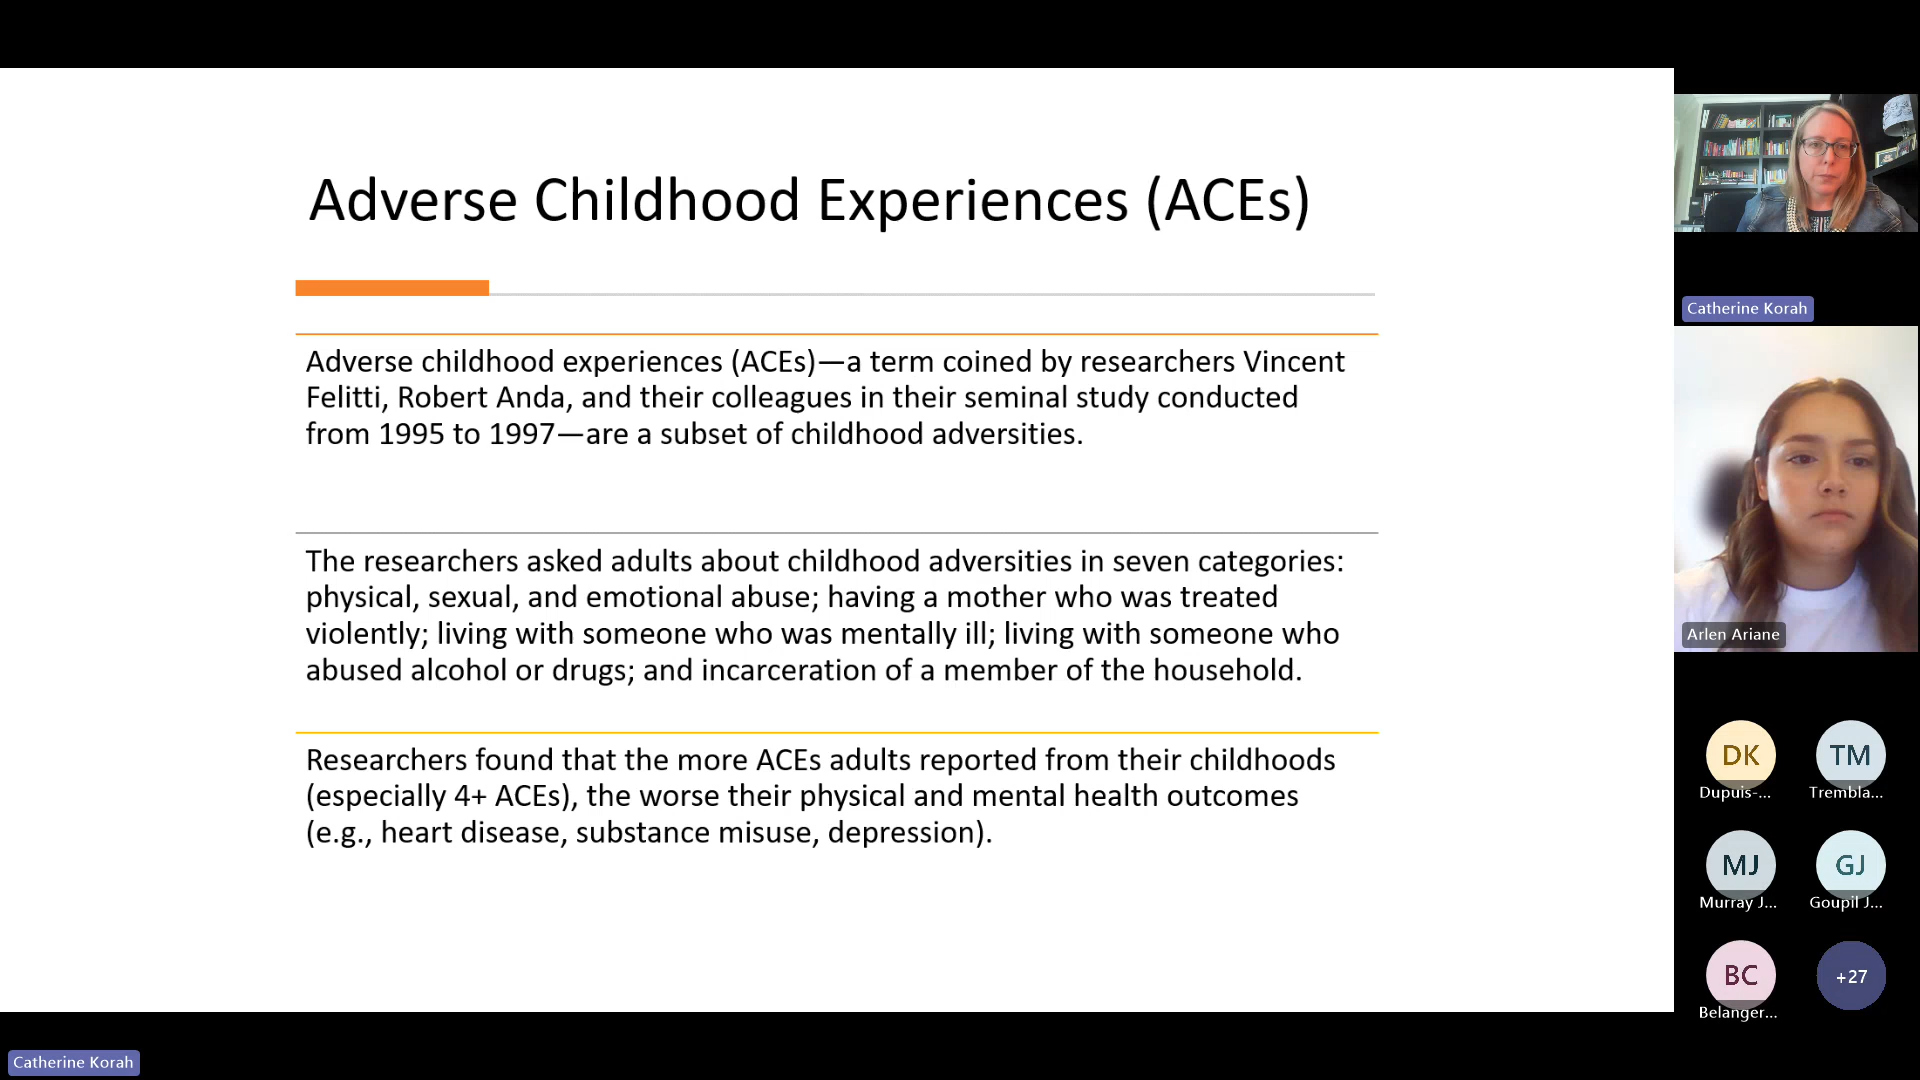 Adverse Childhood Experiences (ACEs)
Adverse childhood experiences (ACEs)—a term coined by researchers Vincent
Felitti, Robert Anda, and their colleagues in their seminal study conducted
from 1995 to 1997—are a subset of childhood adversities.
The researchers asked adults about childhood adversities in seven categories:
physical, sexual, and emotional abuse; having a mother who was treated
violently; living with someone who was mentally ill; living with someone who
abused alcohol or drugs; and incarceration of a member of the household.
Researchers found that the more ACEs adults reported from their childhoods
(especially 4+ ACEs), the worse their physical and mental health outcomes
(e.g., heart disease, substance misuse, depression).
Catherine Korah
Arlen Ariane
DK
Dupuis-...
TM
Trembla...
MJ
Murray J...
GJ
Goupil J...
BC
Belanger...
+27
Catherine Korah